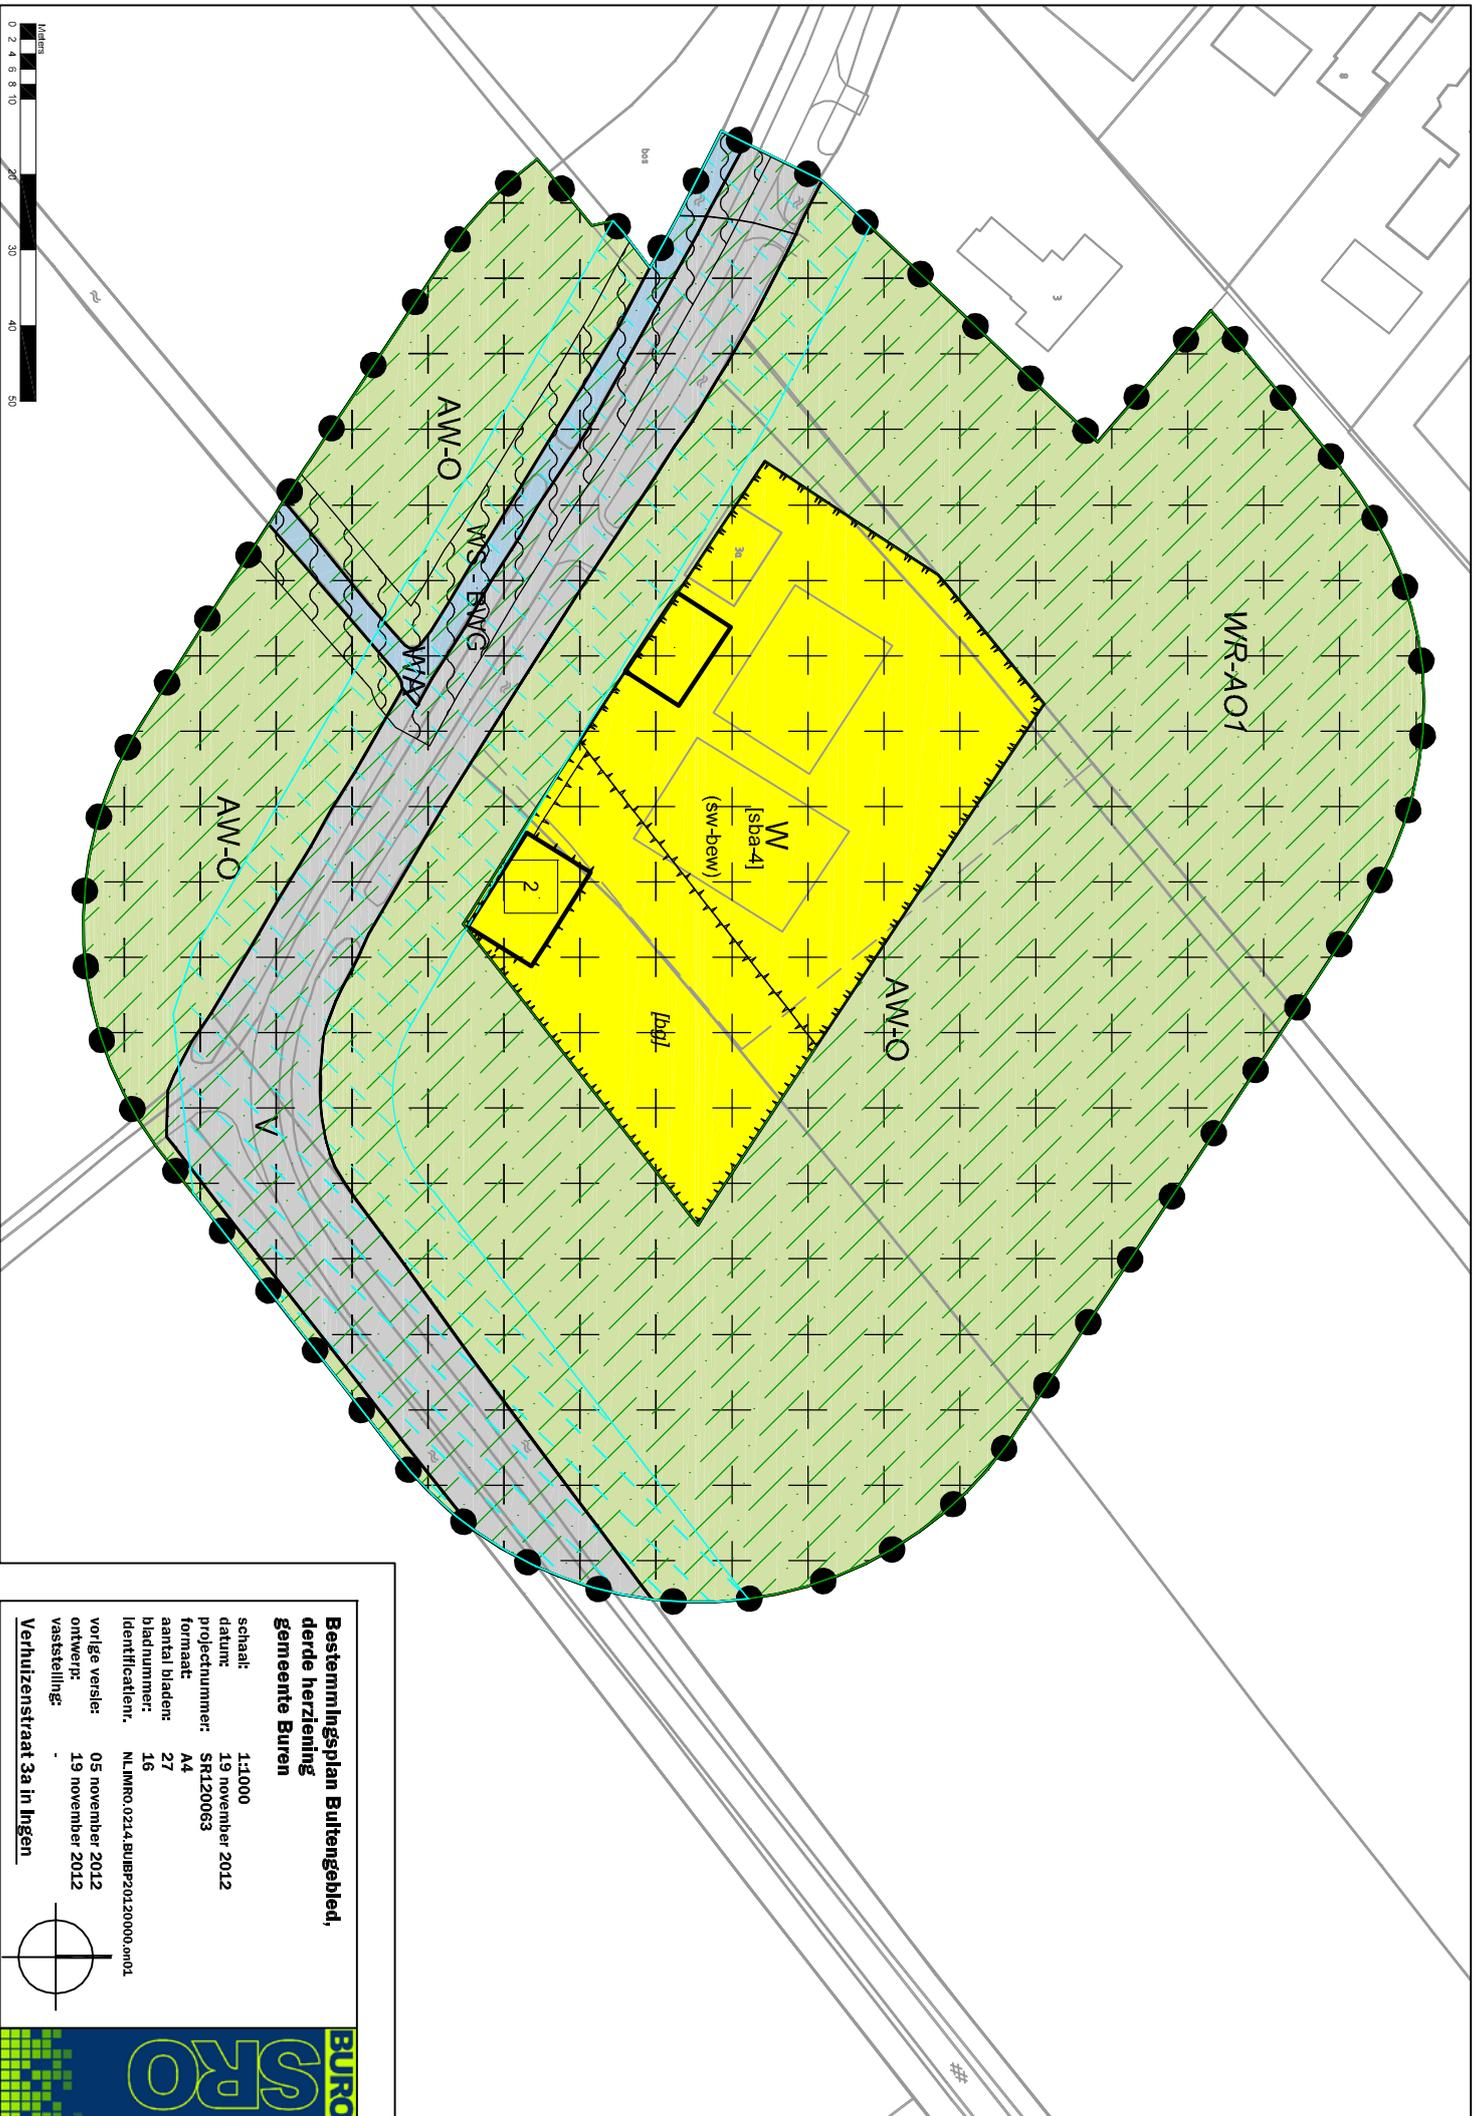 Meters
0 2 4 6 8 10 20 30 40 50
8
3
bos
WR-AO1
AW-O
3a
WS - BWG
WA
W
[sba-4]
(sw-bew)
AW-O
2
[bg]
AW-O
V
Bestemmingsplan Buitengebied,
derde herziening
gemeente Buren
schaal: 1:1000
datum: 19 november 2012
projectnummer: SR120063
formaat: A4
aantal bladen: 27
bladnummer: 16
identificatienr. NL.IMRO.0214.BUIBP20120000.on01
vorige versie: 05 november 2012
ontwerp: 19 november 2012
vaststelling: -
Verhuizenstraat 3a in Ingen
BURO
SRO